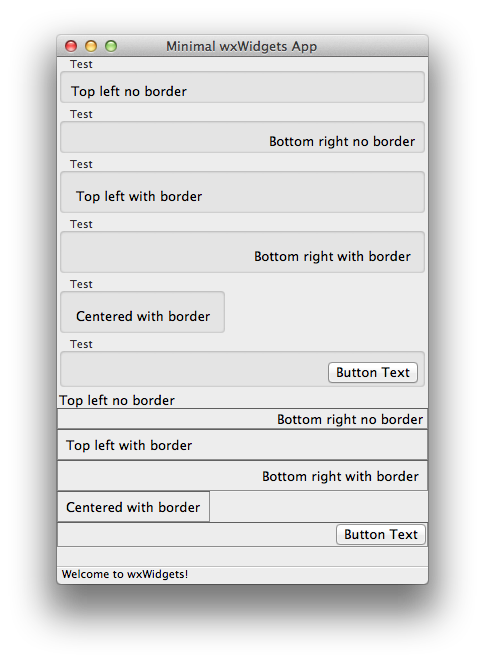 Minimal wxWidgets App
Test
Top left no border
Test
Bottom right no border
Test
Top left with border
Test
Bottom right with border
Test
Centered with border
Test
Button Text
Top left no border
Bottom right no border
Top left with border
Bottom right with border
Centered with border
Button Text
Welcome to wxWidgets!